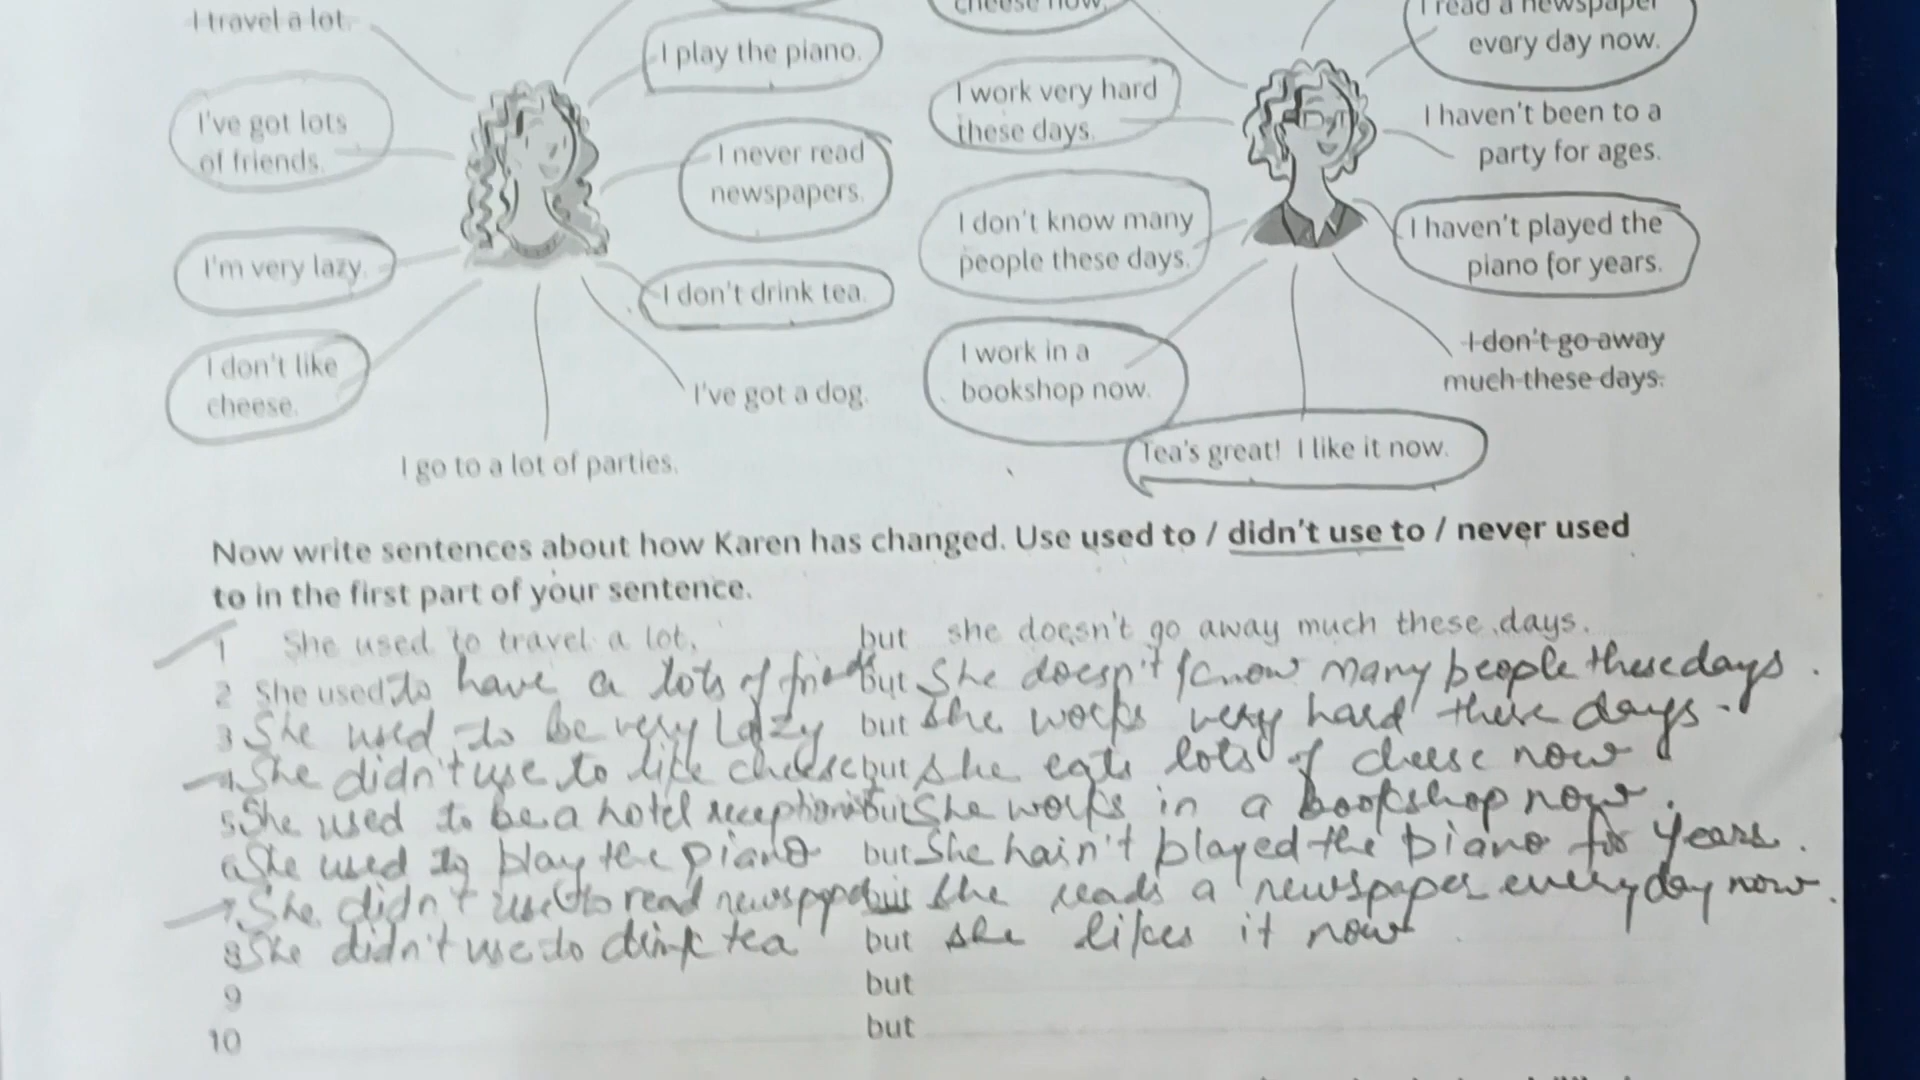 I travel a lot.
cheese now.
I read a newspaper
every day now.
I play the piano.
I work very hard
these days.
I've got lots
of friends.
I haven't been to a
party for ages.
I never read
newspapers.
I don't know many
people these days.
I haven't played the
piano for years.
I'm very lazy.
I don't drink tea.
I don't like
cheese.
I work in a
bookshop now.
I don't go away
much these days.
I've got a dog.
I go to a lot of parties.
Tea's great! I like it now.
Now write sentences about how Karen has changed. Use used to / didn't use to / never used
to in the first part of your sentence.
1 She used to travel a lot, but she doesn't go away much these days.
2 She used to have a lots of but She doesn't know many people these days.
3 She used to be very Lazy but she works very hard these days.
4 She didn't use to like cheese but she eats lots of cheese now
5 She used to be a hotel receptionist but She works in a bookshop now.
6 She used to play the piano but She hain't played the piano for years.
7 She didn't use to read newspaper but she reads a newspaper every day now.
8 She didn't use to drink tea but she likes it now
9 but
10 but